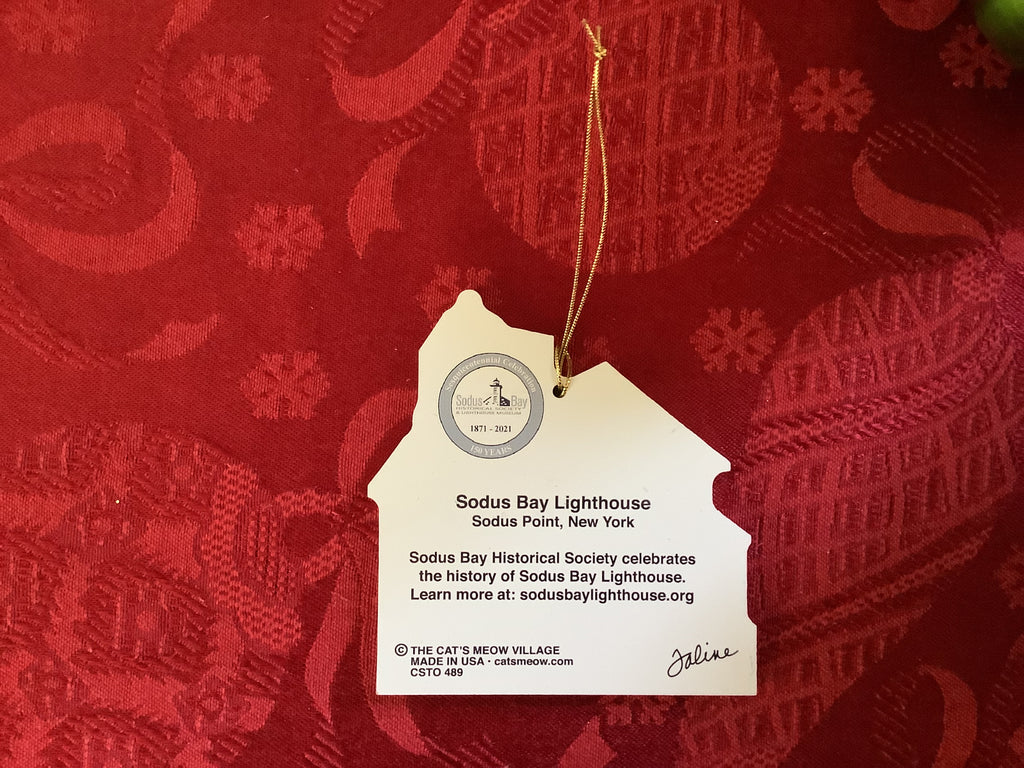 Sesquicentennial Celebration
Sodus Bay
HISTORICAL SOCIETY
& LIGHTHOUSE MUSEUM
1871 - 2021
150 YEARS
Sodus Bay Lighthouse
Sodus Point, New York
Sodus Bay Historical Society celebrates
the history of Sodus Bay Lighthouse.
Learn more at: sodusbaylighthouse.org
© THE CAT'S MEOW VILLAGE
MADE IN USA · catsmeow.com
CSTO 489
Faline